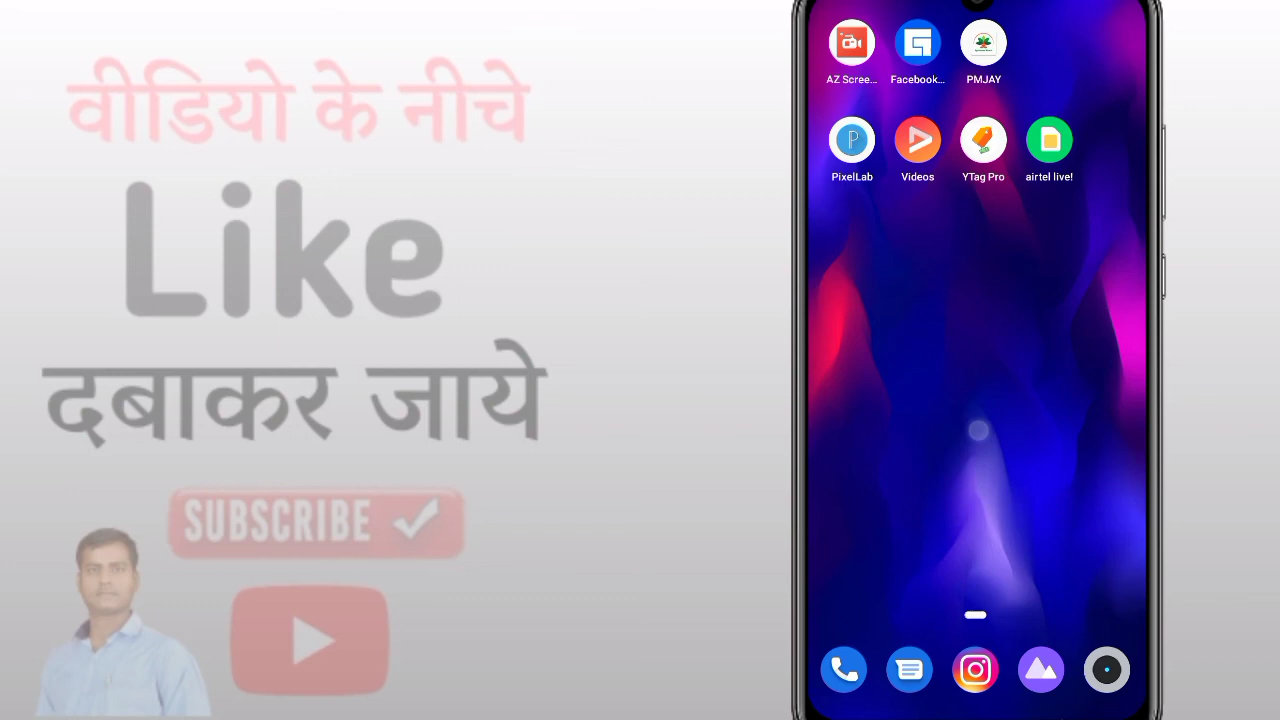 वीडियो के नीचे
Like
दबाकर जाये
SUBSCRIBE
AZ Scree... Facebook... PMJAY
PixelLab Videos YTag Pro airtel live!